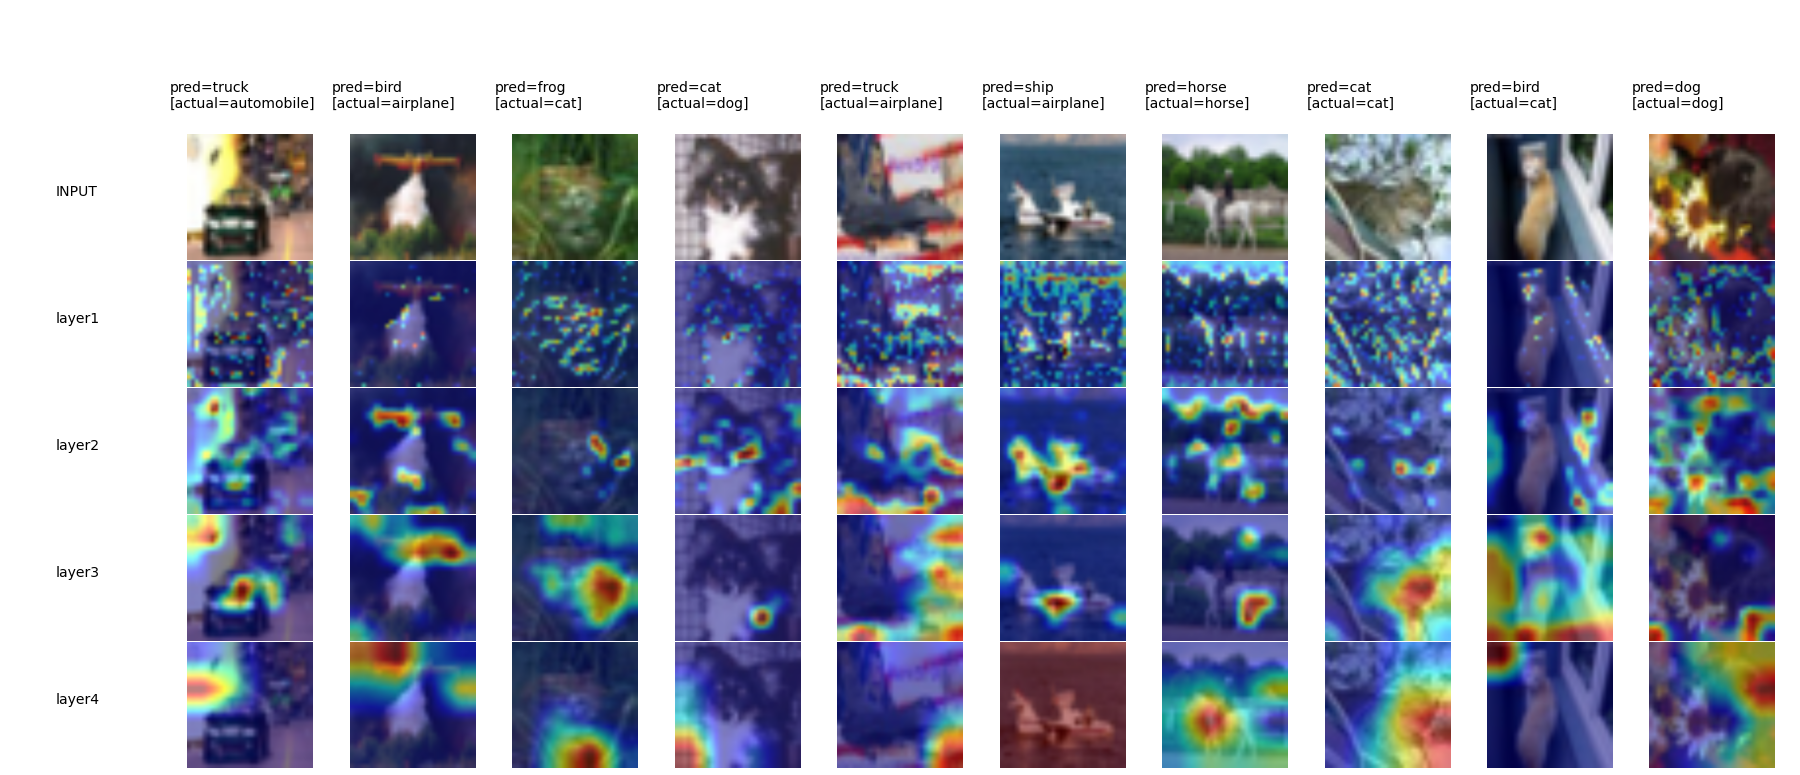 pred=truck
[actual=automobile]
pred=bird
[actual=airplane]
pred=frog
[actual=cat]
pred=cat
[actual=dog]
pred=truck
[actual=airplane]
pred=ship
[actual=airplane]
pred=horse
[actual=horse]
pred=cat
[actual=cat]
pred=bird
[actual=cat]
pred=dog
[actual=dog]
INPUT
layer1
layer2
layer3
layer4